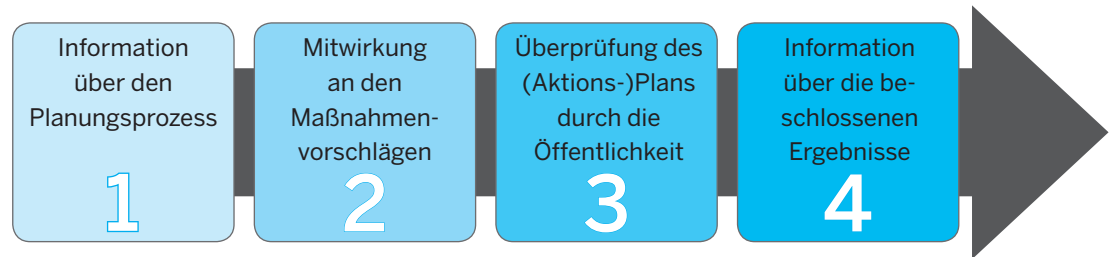 Information
über den
Planungsprozess
1
Mitwirkung
an den
Maßnahmen-
vorschlägen
2
Überprüfung des
(Aktions-)Plans
durch die
Öffentlichkeit
3
Information
über die be-
schlossenen
Ergebnisse
4